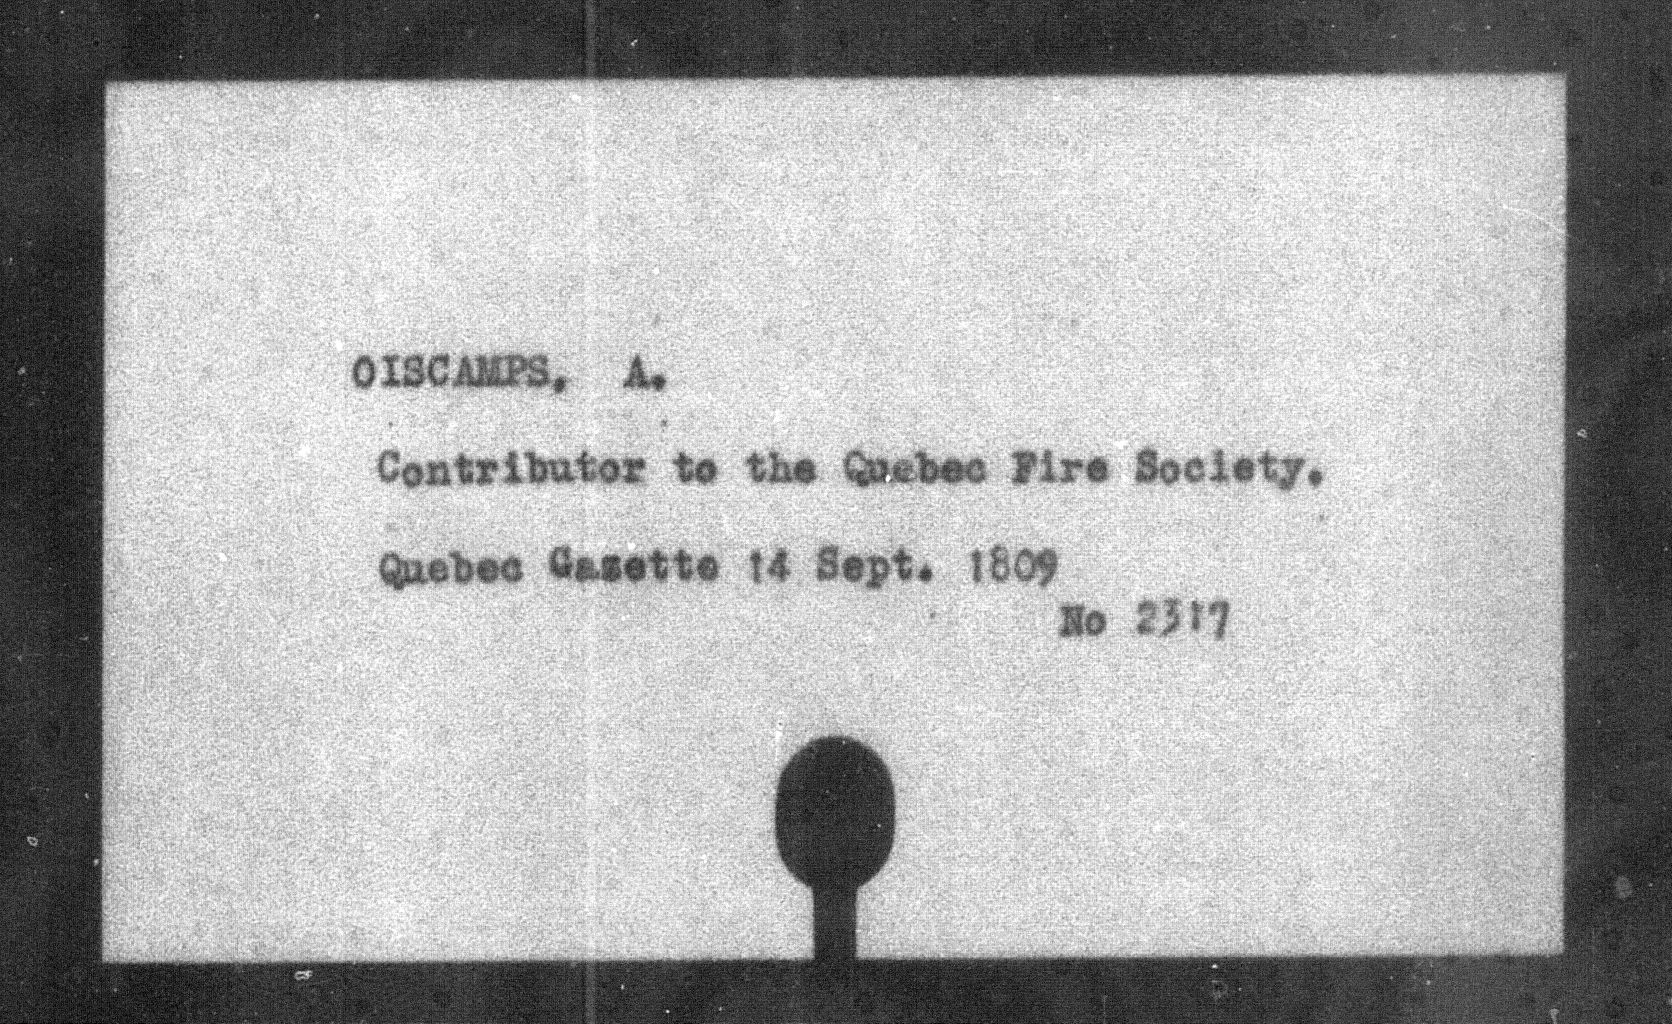 OISCAMPS, A.
Contributor to the Quebec Fire Society.
Quebec Gazette 14 Sept. 1809
No 2317